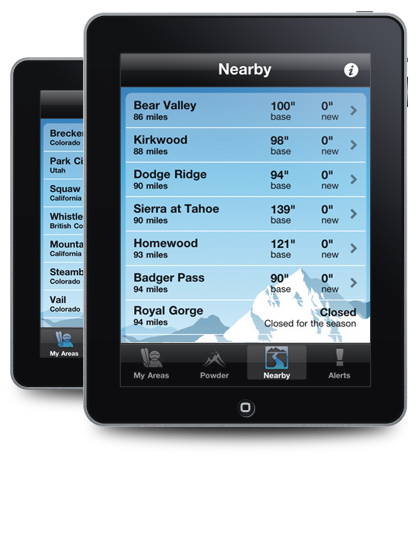 Nearby
Bear Valley 100" 0"
86 miles base new
Kirkwood 98" 0"
88 miles base new
Dodge Ridge 94" 0"
90 miles base new
Sierra at Tahoe 139" 0"
90 miles base new
Homewood 121" 0"
93 miles base new
Badger Pass 90" 0"
94 miles base new
Royal Gorge Closed
94 miles Closed for the season
My Areas Powder Nearby Alerts
Brecke
Colorado
Park Ci
Utah
Squaw
California
Whistle
British Co
Mounta
California
Steamb
Colorado
Vail
Colorado
My Areas